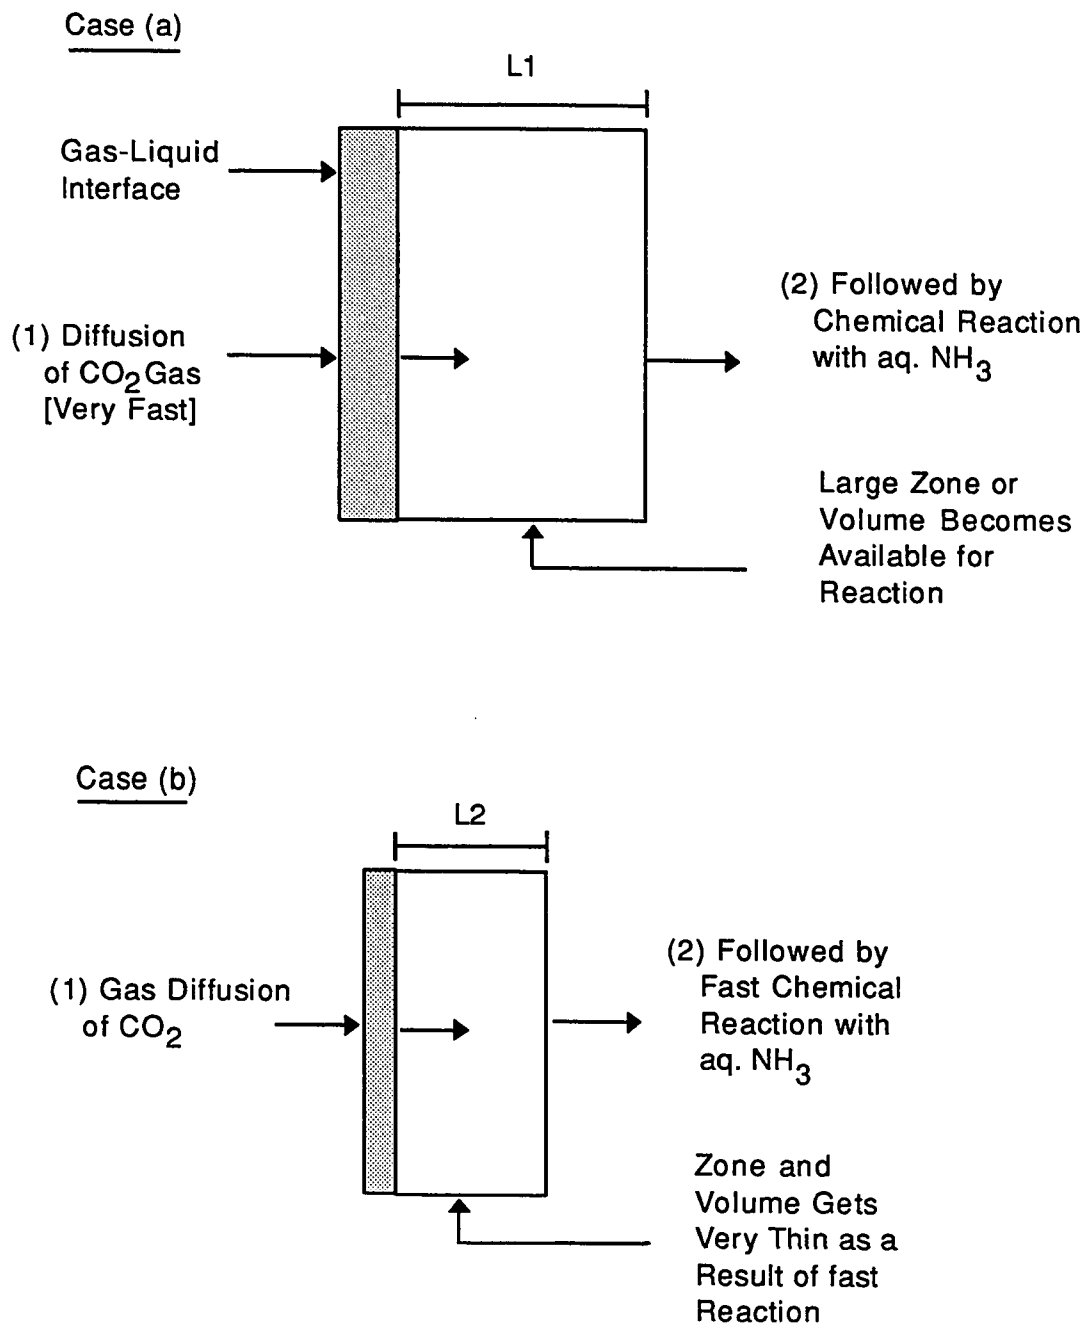 Case (a)
L1
Gas-Liquid
Interface
(1) Diffusion
of CO2 Gas
[Very Fast]
(2) Followed by
Chemical Reaction
with aq. NH3
Large Zone or
Volume Becomes
Available for
Reaction
Case (b)
L2
(1) Gas Diffusion
of CO2
(2) Followed by
Fast Chemical
Reaction with
aq. NH3
Zone and
Volume Gets
Very Thin as a
Result of fast
Reaction